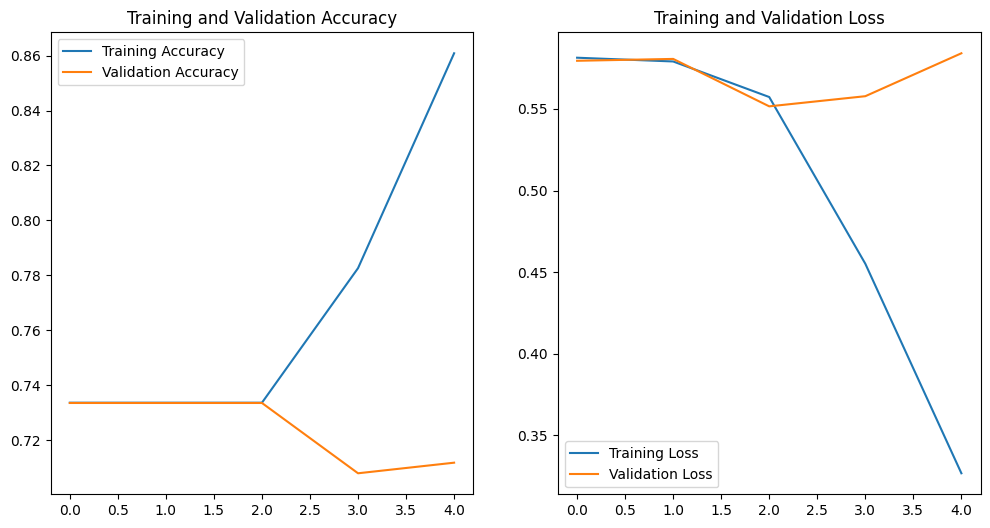 Training and Validation Accuracy
Training Accuracy
Validation Accuracy
0.86
0.84
0.82
0.80
0.78
0.76
0.74
0.72
0.0 0.5 1.0 1.5 2.0 2.5 3.0 3.5 4.0
Training and Validation Loss
0.55
0.50
0.45
0.40
0.35
Training Loss
Validation Loss
0.0 0.5 1.0 1.5 2.0 2.5 3.0 3.5 4.0